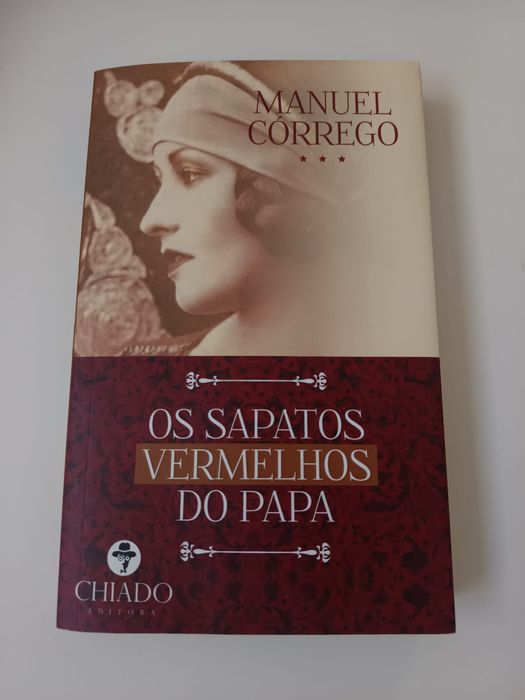 MANUEL
CÓRREGO
OS SAPATOS
VERMELHOS
DO PAPA
CHIADO
EDITORA